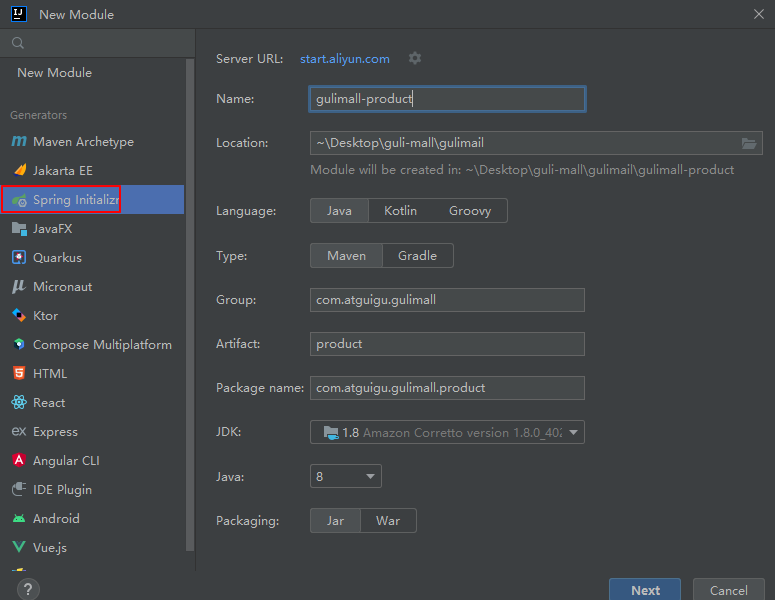 New Module
New Module
Generators
Maven Archetype
Jakarta EE
Spring Initializr
JavaFX
Quarkus
Micronaut
Ktor
Compose Multiplatform
HTML
React
Express
Angular CLI
IDE Plugin
Android
Vue.js
?
Server URL: start.aliyun.com
Name: gulimall-product
Location: ~\Desktop\guli-mall\gulimail
Module will be created in: ~\Desktop\guli-mall\gulimail\gulimall-product
Language: Java Kotlin Groovy
Type: Maven Gradle
Group: com.atguigu.gulimall
Artifact: product
Package name: com.atguigu.gulimall.product
JDK: 1.8 Amazon Corretto version 1.8.0_402
Java: 8
Packaging: Jar War
Next Cancel